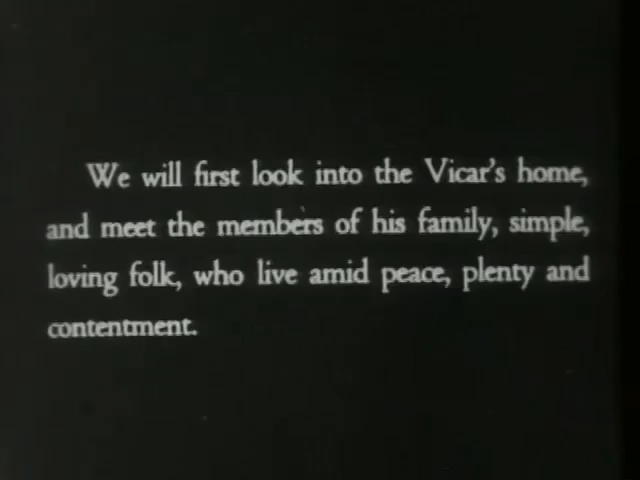 We will first look into the Vicar's home,
and meet the members of his family, simple,
loving folk, who live amid peace, plenty and
contentment.